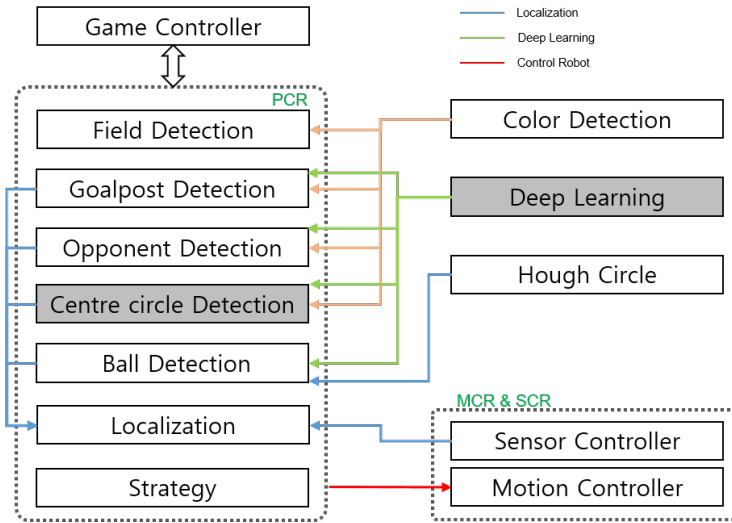 Game Controller
Localization
Deep Learning
Control Robot
PCR
Field Detection
Color Detection
Goalpost Detection
Deep Learning
Opponent Detection
Hough Circle
Centre circle Detection
Ball Detection
MCR & SCR
Localization
Sensor Controller
Strategy
Motion Controller